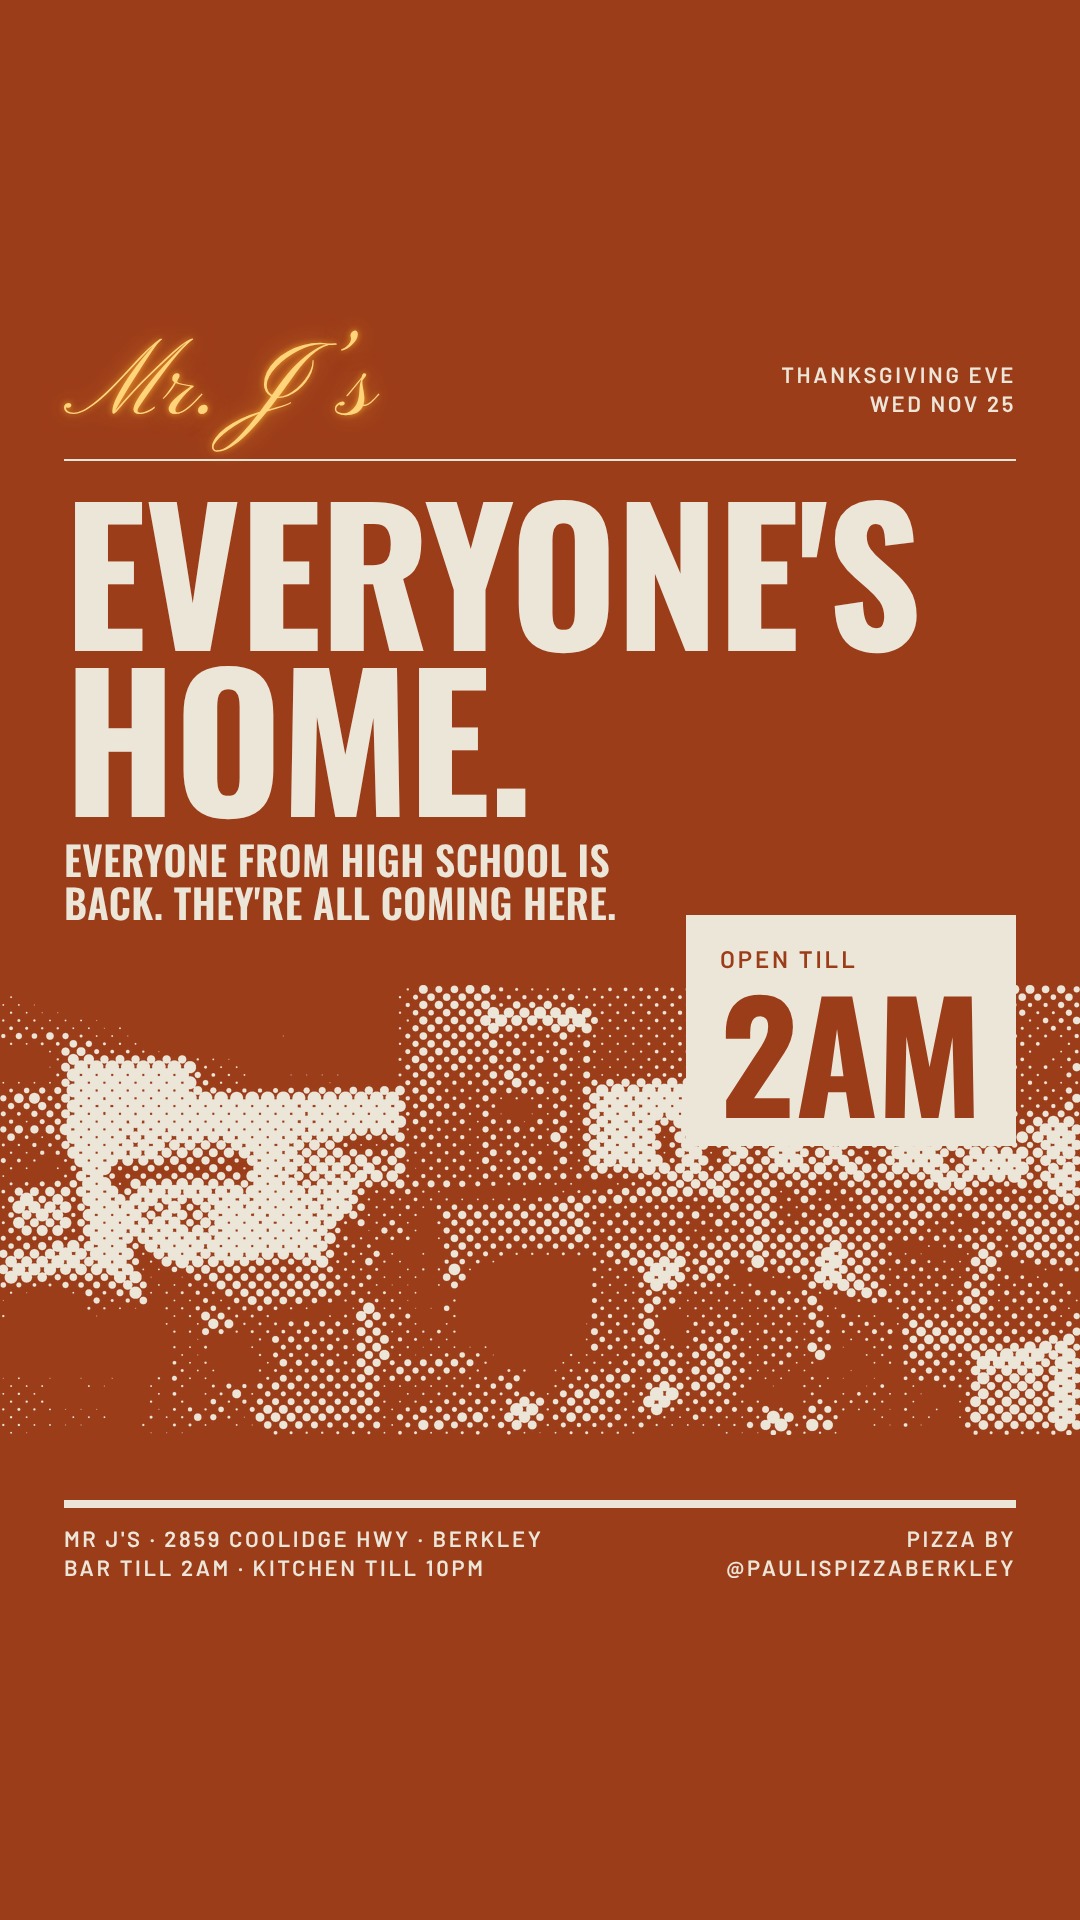 Mr. J's
THANKSGIVING EVE
WED NOV 25
EVERYONE'S
HOME.
EVERYONE FROM HIGH SCHOOL IS
BACK. THEY'RE ALL COMING HERE.
OPEN TILL
2AM
MR J'S · 2859 COOLIDGE HWY · BERKLEY
BAR TILL 2AM · KITCHEN TILL 10PM
PIZZA BY
@PAULISPIZZABERKLEY